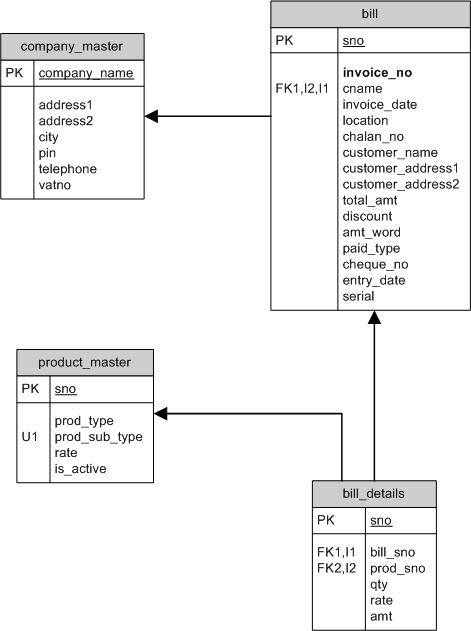 company_master
PK company_name
address1
address2
city
pin
telephone
vatno
bill
PK sno
invoice_no
FK1,I2,I1 cname
invoice_date
location
chalan_no
customer_name
customer_address1
customer_address2
total_amt
discount
amt_word
paid_type
cheque_no
entry_date
serial
product_master
PK sno
prod_type
U1 prod_sub_type
rate
is_active
bill_details
PK sno
FK1,I1 bill_sno
FK2,I2 prod_sno
qty
rate
amt